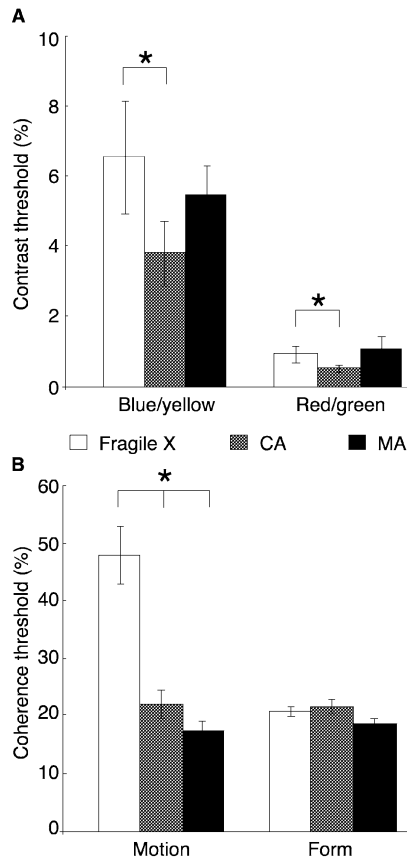 A
10
8
6
4
2
0
Contrast threshold (%)
*
*
Blue/yellow Red/green
Fragile X CA MA
B
60
50
40
30
20
10
0
Coherence threshold (%)
*
Motion Form